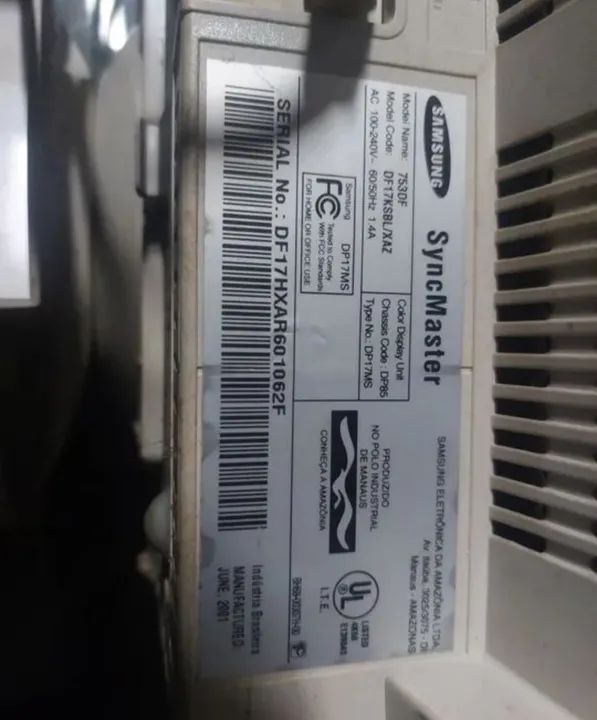 SAMSUNG SyncMaster
SAMSUNG ELETRÔNICA DA AMAZÔNIA LTDA
Manaus - AMAZONAS
Model Name: 753DF
Model Code: DF17KSBL/XAZ
AC 100-240V~ 60/50Hz 1.4A
Color Display Unit
Chassis Code : DP85
Type No.: DP17MS
Samsung DP17MS
FC Tested to Comply
With FCC Standards
FOR HOME OR OFFICE USE
PRODUZIDO
NO POLO INDUSTRIAL
DE MANAUS
CONHEÇA A AMAZÔNIA
UL LISTED
I.T.E.
SERIAL No.: DF17HXAR601062F
Indústria Brasileira
MANUFACTURED:
JUNE. 2001